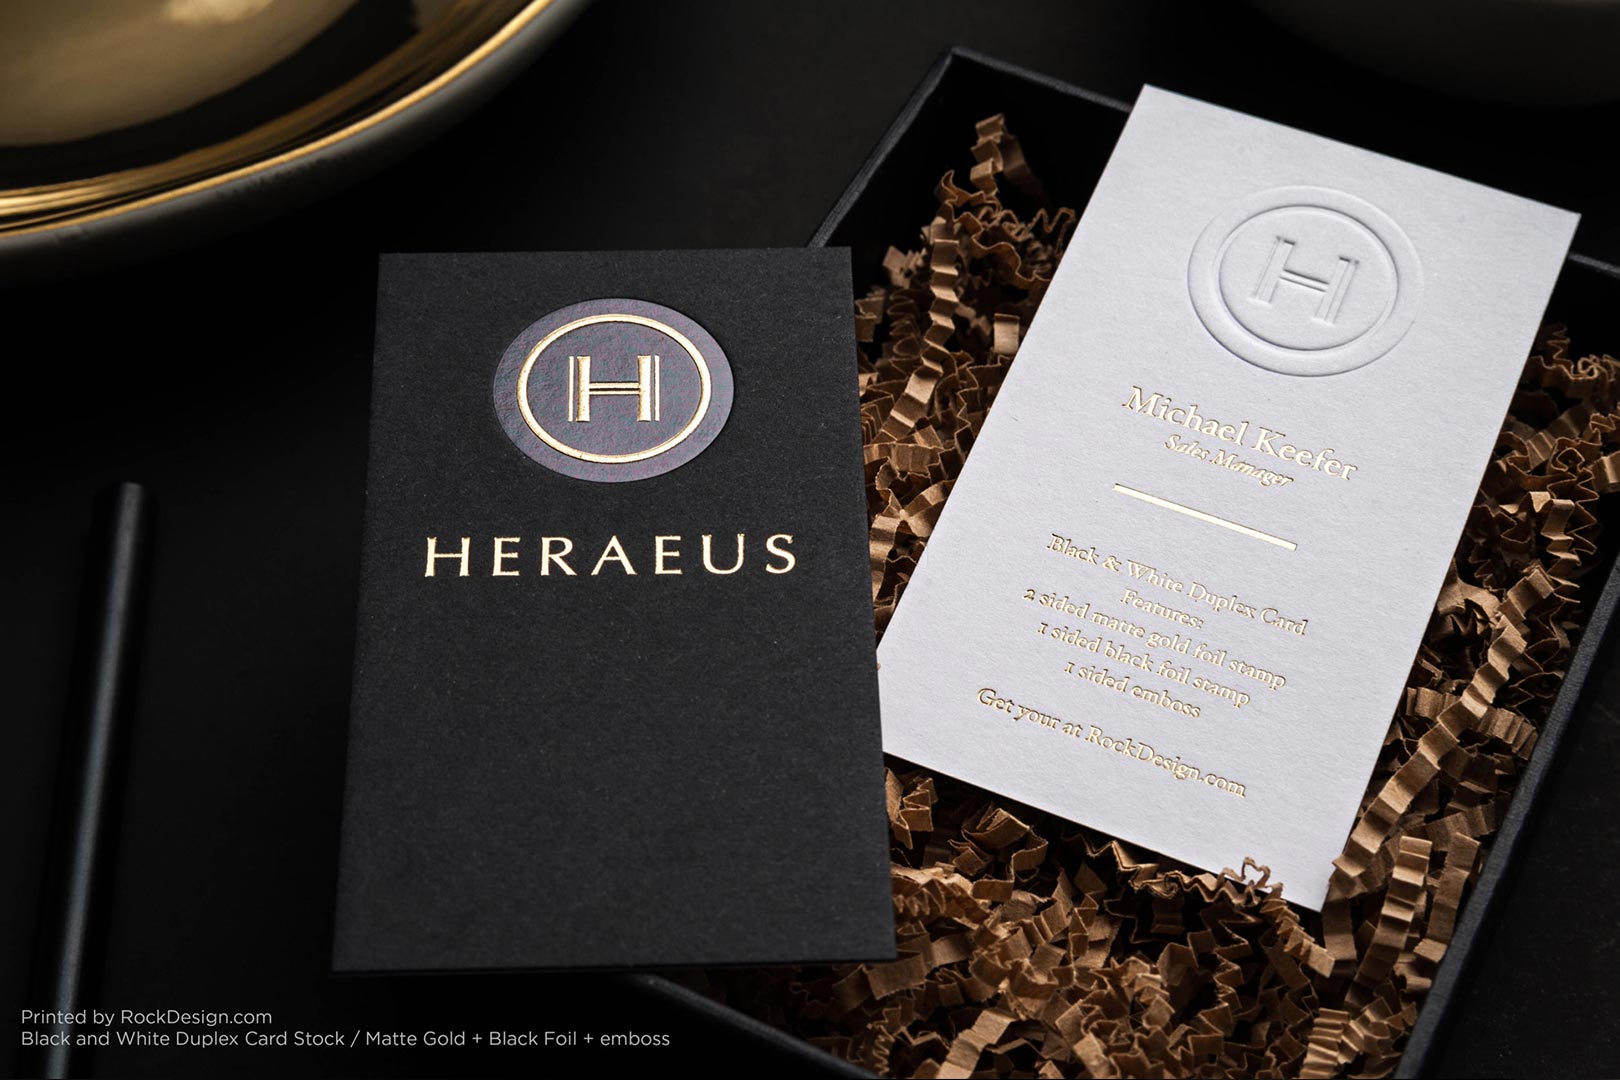 H
HERAEUS
H
Michael Keefer
Sales Manager
Black & White Duplex Card
Features:
2 sided matte gold foil stamp
1 sided black foil stamp
1 sided emboss
Get your at RockDesign.com
Printed by RockDesign.com
Black and White Duplex Card Stock / Matte Gold + Black Foil + emboss